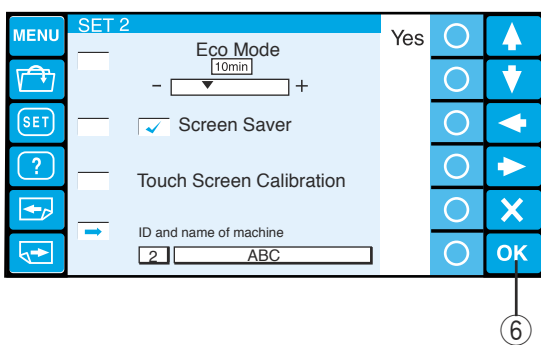 MENU
SET 2
Yes
Eco Mode
10min
- +
SET
Screen Saver
?
Touch Screen Calibration
ID and name of machine
2 ABC
OK
6